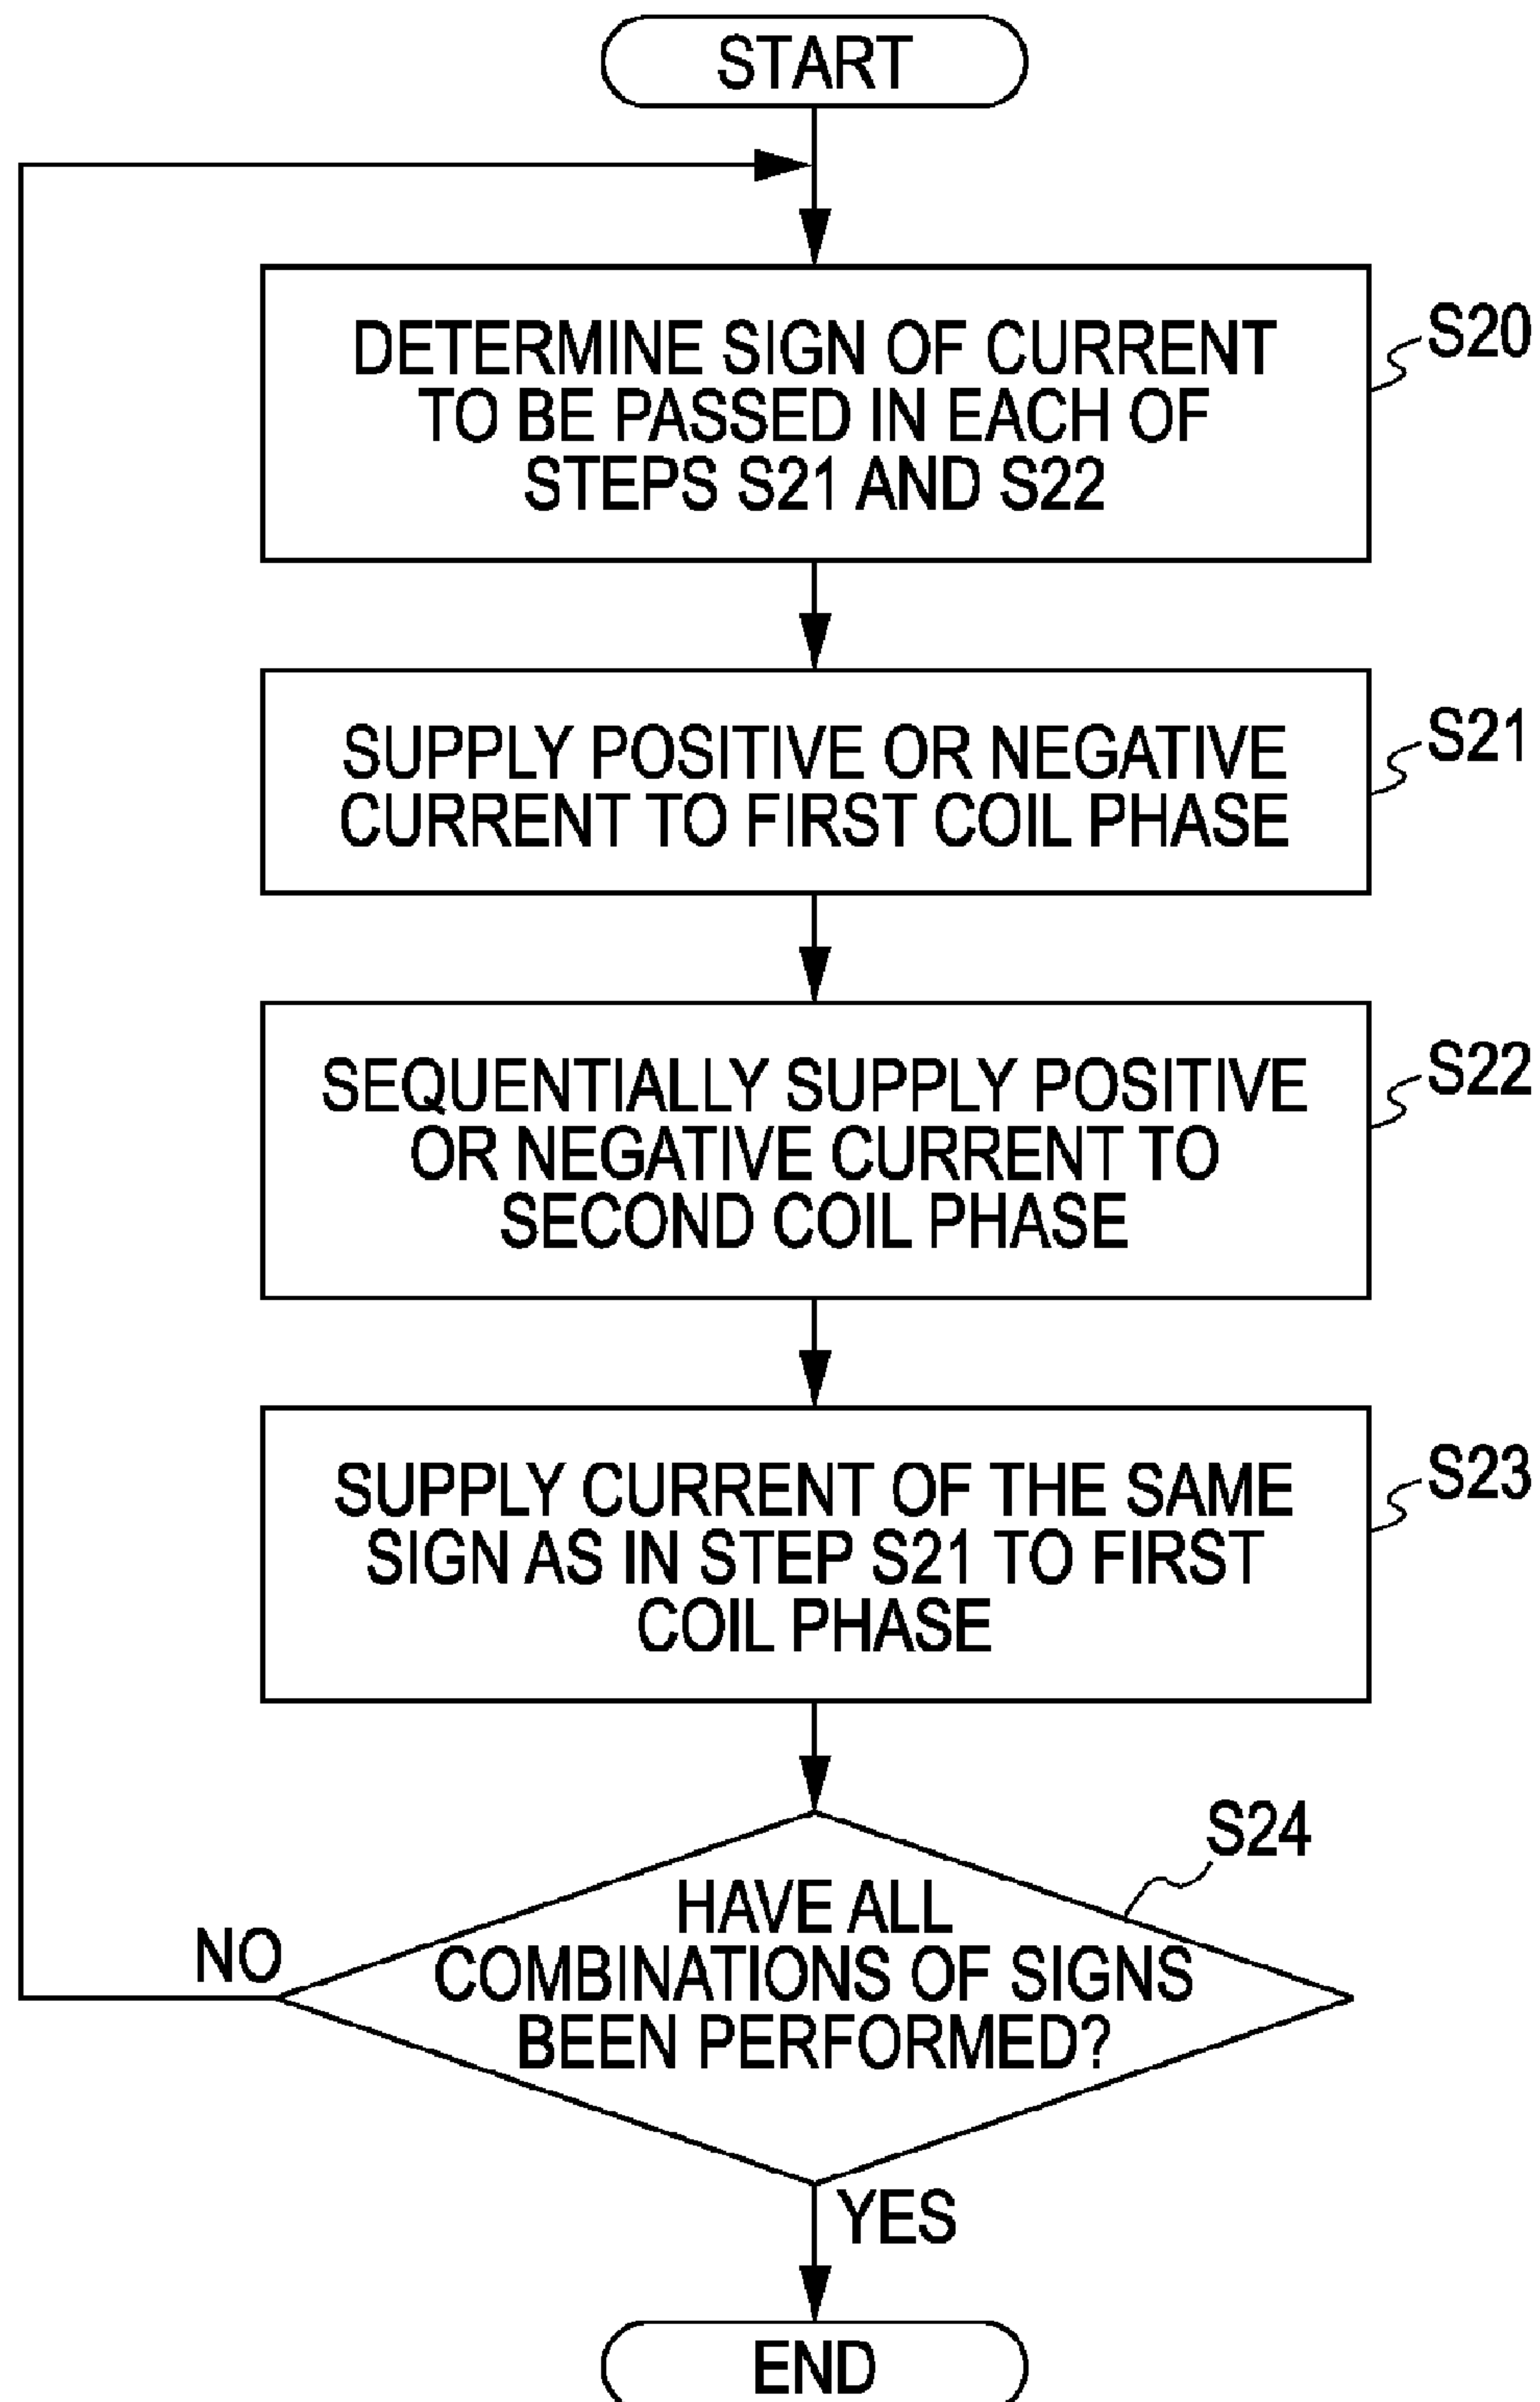 START
DETERMINE SIGN OF CURRENT
TO BE PASSED IN EACH OF
STEPS S21 AND S22
S20
SUPPLY POSITIVE OR NEGATIVE
CURRENT TO FIRST COIL PHASE
S21
SEQUENTIALLY SUPPLY POSITIVE
OR NEGATIVE CURRENT TO
SECOND COIL PHASE
S22
SUPPLY CURRENT OF THE SAME
SIGN AS IN STEP S21 TO FIRST
COIL PHASE
S23
S24
HAVE ALL
COMBINATIONS OF SIGNS
BEEN PERFORMED?
NO
YES
END